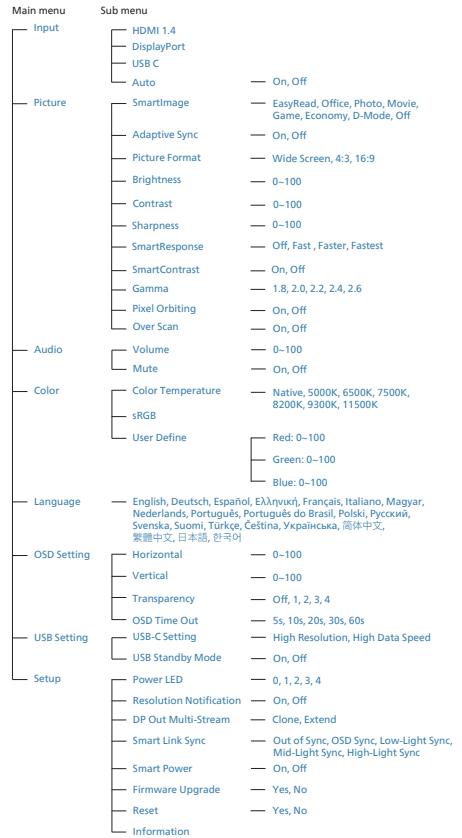 Main menu Sub menu
Input
HDMI 1.4
DisplayPort
USB C
Auto On, Off
Picture SmartImage EasyRead, Office, Photo, Movie,
Game, Economy, D-Mode, Off
Adaptive Sync On, Off
Picture Format Wide Screen, 4:3, 16:9
Brightness 0~100
Contrast 0~100
Sharpness 0~100
SmartResponse Off, Fast , Faster, Fastest
SmartContrast On, Off
Gamma 1.8, 2.0, 2.2, 2.4, 2.6
Pixel Orbiting On, Off
Over Scan On, Off
Audio Volume 0~100
Mute On, Off
Color Color Temperature Native, 5000K, 6500K, 7500K,
8200K, 9300K, 11500K
sRGB
User Define Red: 0~100
Green: 0~100
Blue: 0~100
Language English, Deutsch, Español, Ελληνική, Français, Italiano, Magyar,
Nederlands, Português, Português do Brasil, Polski, Русский,
Svenska, Suomi, Türkçe, Čeština, Українська, 简体中文,
繁體中文, 日本語, 한국어
OSD Setting Horizontal 0~100
Vertical 0~100
Transparency Off, 1, 2, 3, 4
OSD Time Out 5s, 10s, 20s, 30s, 60s
USB Setting USB-C Setting High Resolution, High Data Speed
USB Standby Mode On, Off
Setup Power LED 0, 1, 2, 3, 4
Resolution Notification On, Off
DP Out Multi-Stream Clone, Extend
Smart Link Sync Out of Sync, OSD Sync, Low-Light Sync,
Mid-Light Sync, High-Light Sync
Smart Power On, Off
Firmware Upgrade Yes, No
Reset Yes, No
Information